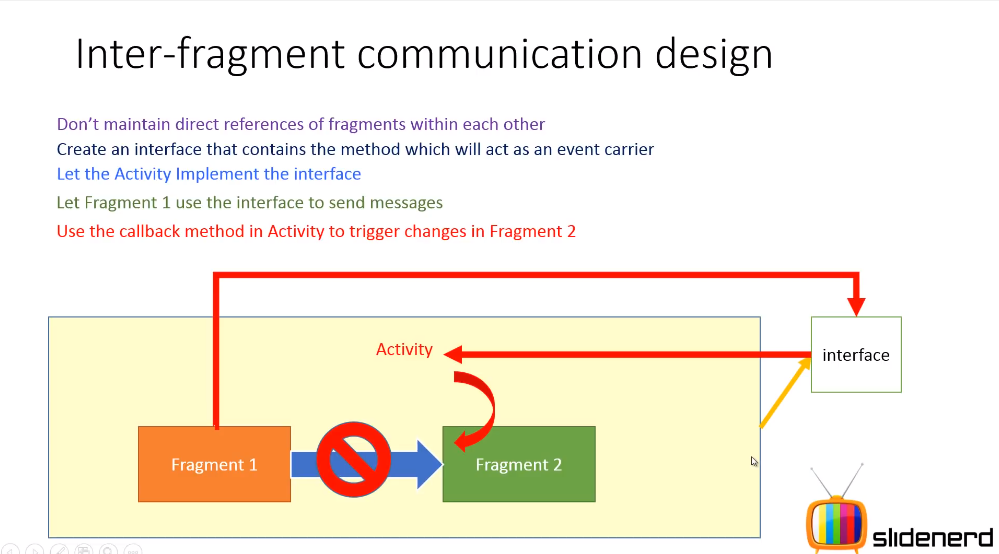 Inter-fragment communication design
Don't maintain direct references of fragments within each other
Create an interface that contains the method which will act as an event carrier
Let the Activity Implement the interface
Let Fragment 1 use the interface to send messages
Use the callback method in Activity to trigger changes in Fragment 2
Activity
interface
Fragment 1
Fragment 2
slidenerd